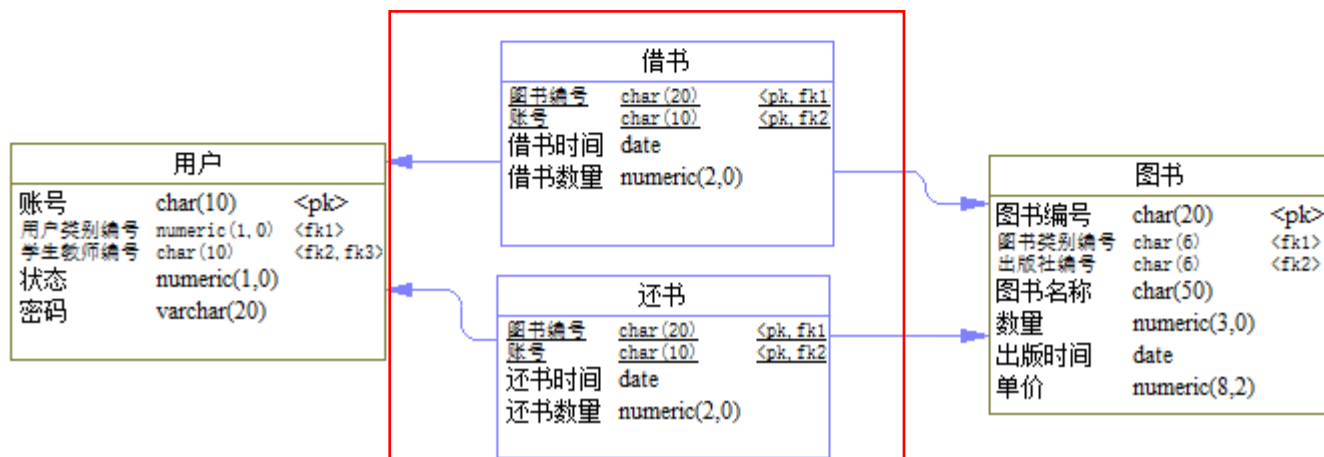 借书
图书编号 char(20) <pk,fk1
账号 char(10) <pk,fk2
借书时间 date
借书数量 numeric(2,0)
用户
账号 char(10) <pk>
用户类别编号 numeric(1,0) <fk1>
学生教师编号 char(10) <fk2,fk3>
状态 numeric(1,0)
密码 varchar(20)
还书
图书编号 char(20) <pk,fk1
账号 char(10) <pk,fk2
还书时间 date
还书数量 numeric(2,0)
图书
图书编号 char(20) <pk>
图书类别编号 char(6) <fk1>
出版社编号 char(6) <fk2>
图书名称 char(50)
数量 numeric(3,0)
出版时间 date
单价 numeric(8,2)